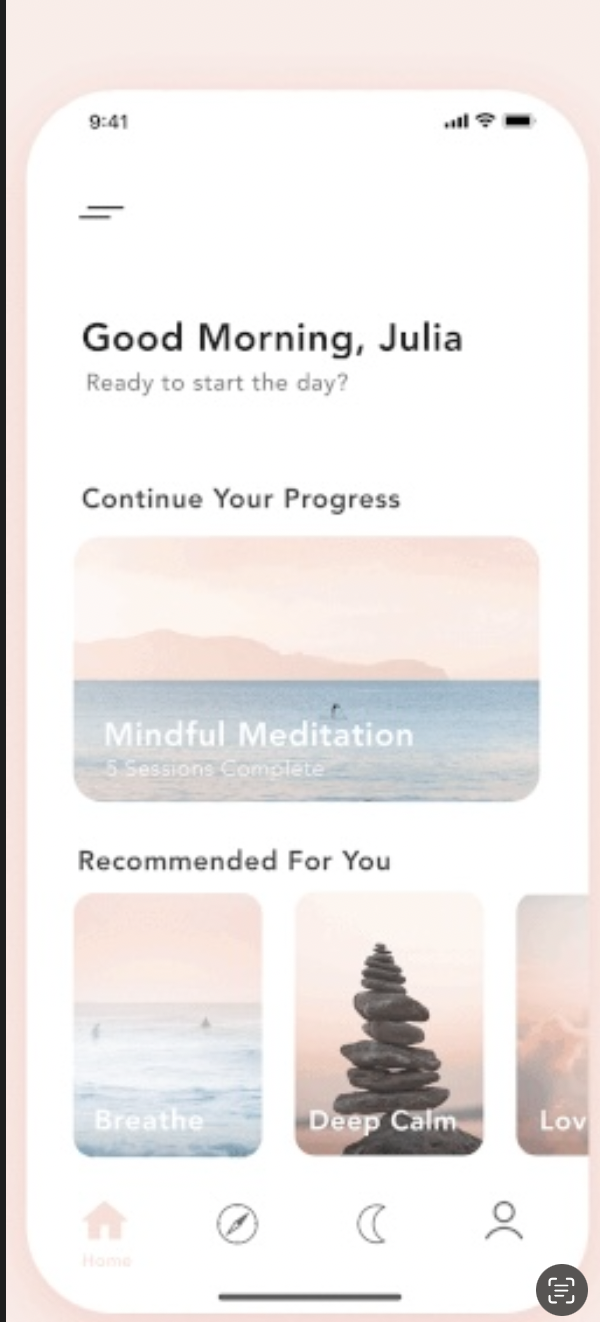 9:41
Good Morning, Julia
Ready to start the day?
Continue Your Progress
Mindful Meditation
5 Sessions Complete
Recommended For You
Breathe
Deep Calm
Lov
Home